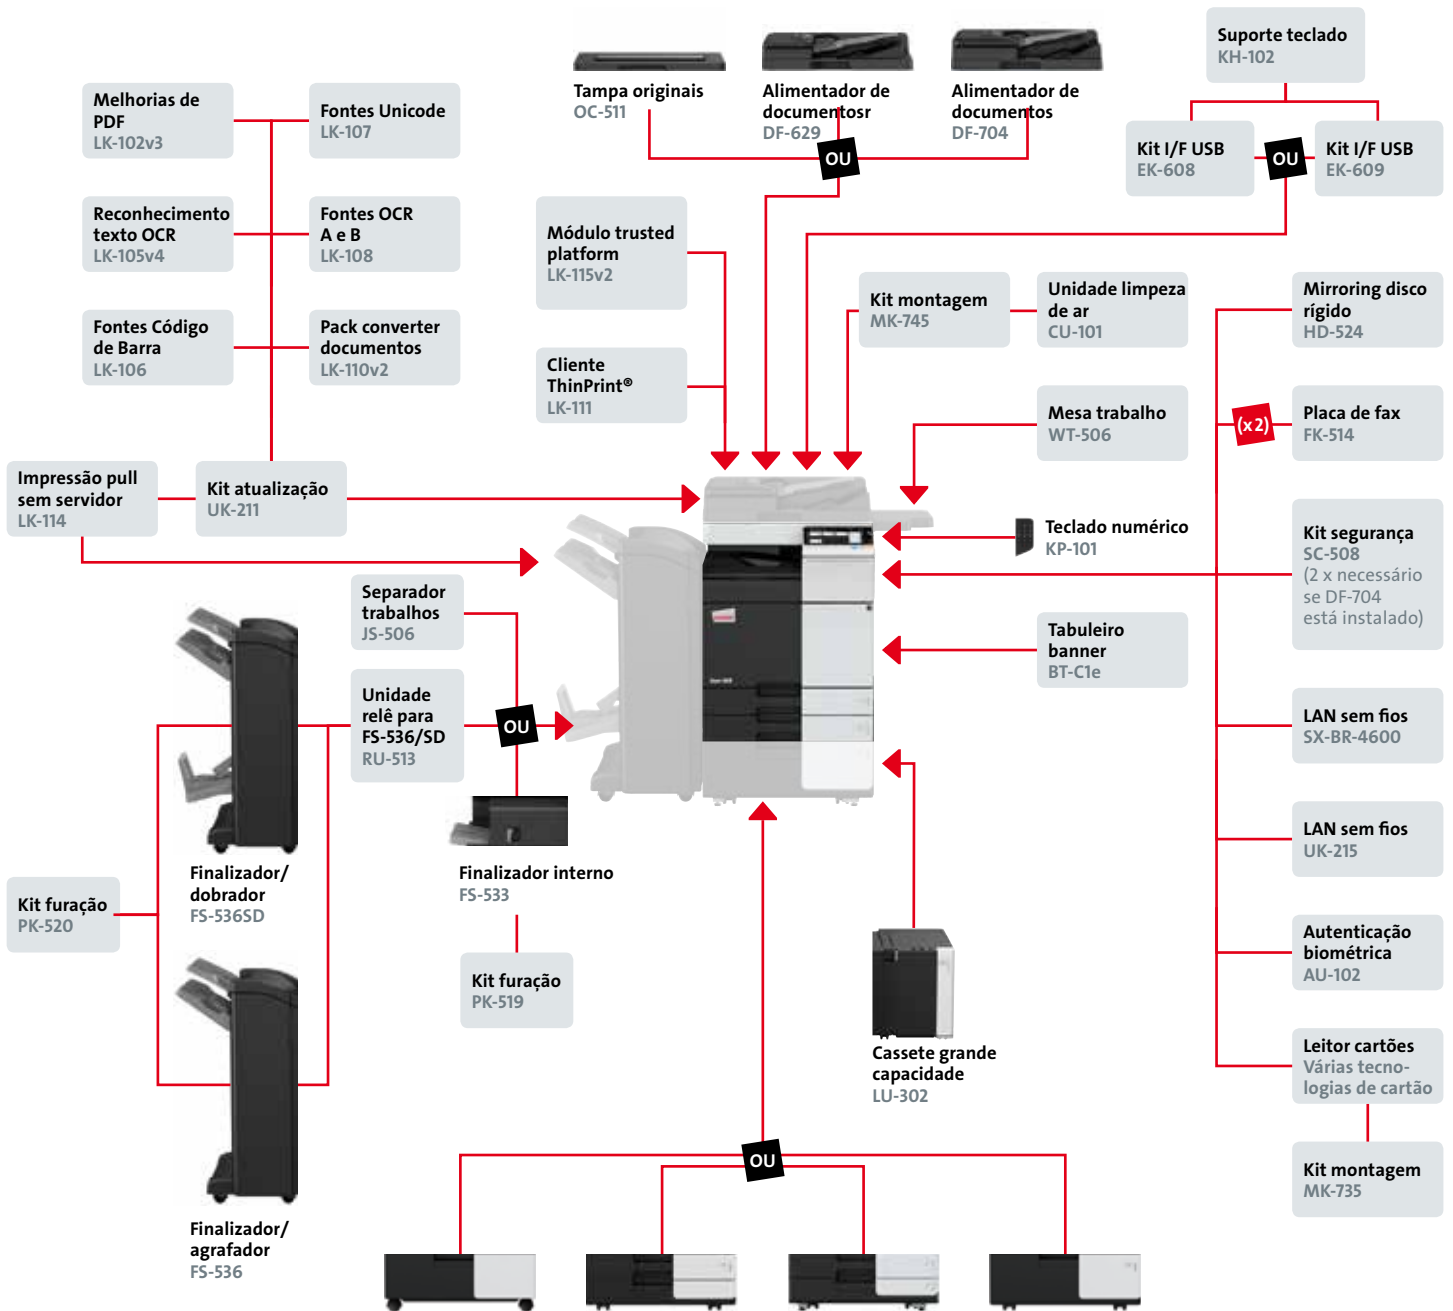 Suporte teclado
KH-102
Tampa originais
OC-511
Alimentador de
documentosr
DF-629
Alimentador de
documentos
DF-704
OU
Kit I/F USB
EK-608
OU
Kit I/F USB
EK-609
Melhorias de
PDF
LK-102v3
Fontes Unicode
LK-107
Reconhecimento
texto OCR
LK-105v4
Fontes OCR
A e B
LK-108
Fontes Código
de Barra
LK-106
Pack converter
documentos
LK-110v2
Módulo trusted
platform
LK-115v2
Cliente
ThinPrint®
LK-111
Kit montagem
MK-745
Unidade limpeza
de ar
CU-101
Mirroring disco
rígido
HD-524
Mesa trabalho
WT-506
(x2)
Placa de fax
FK-514
Impressão pull
sem servidor
LK-114
Kit atualização
UK-211
Teclado numérico
KP-101
Kit segurança
SC-508
(2 x necessário
se DF-704
está instalado)
Separador
trabalhos
JS-506
Tabuleiro
banner
BT-C1e
Unidade
relê para
FS-536/SD
RU-513
OU
LAN sem fios
SX-BR-4600
LAN sem fios
UK-215
Finalizador/
dobrador
FS-536SD
Finalizador interno
FS-533
Kit furação
PK-520
Kit furação
PK-519
Autenticação
biométrica
AU-102
Cassete grande
capacidade
LU-302
Leitor cartões
Várias tecno-
logias de cartão
Kit montagem
MK-735
OU
Finalizador/
agrafador
FS-536